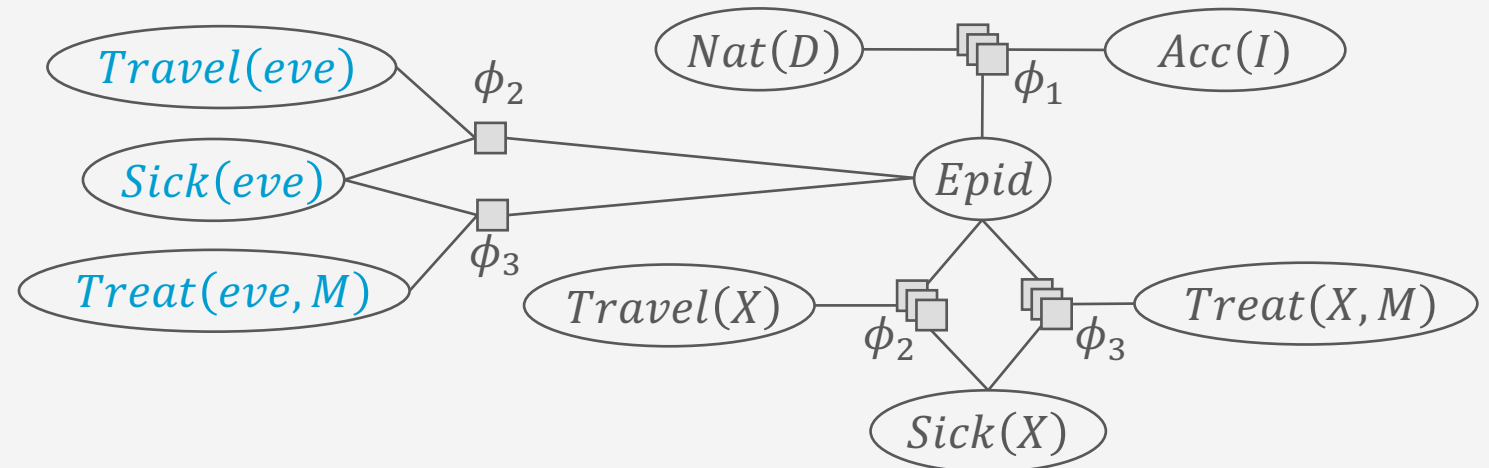 Travel(eve)
ϕ₂
Nat(D)
ϕ₁
Acc(I)
Sick(eve)
Epid
Treat(eve, M)
ϕ₃
Travel(X)
ϕ₂
ϕ₃
Treat(X, M)
Sick(X)